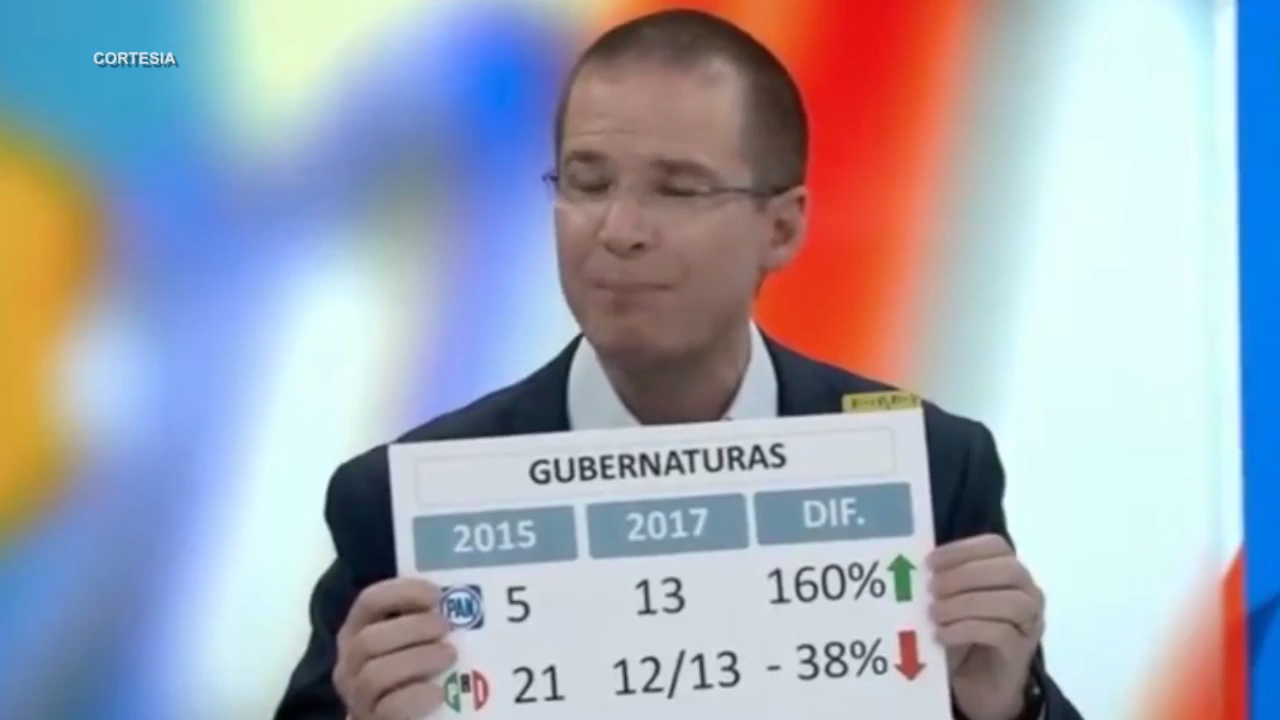 CORTESIA
GUBERNATURAS
2015 2017 DIF.
PAN 5 13 160%
21 12/13 - 38%